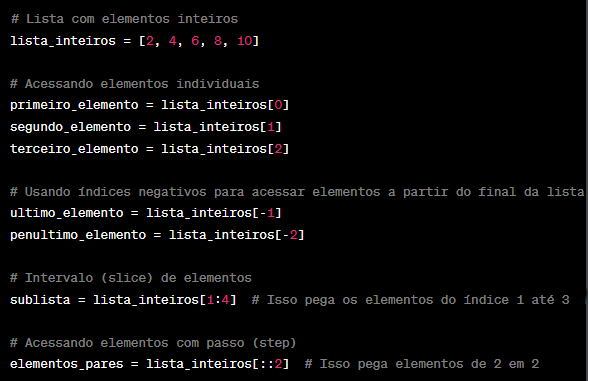 # Lista com elementos inteiros
lista_inteiros = [2, 4, 6, 8, 10]
# Acessando elementos individuais
primeiro_elemento = lista_inteiros[0]
segundo_elemento = lista_inteiros[1]
terceiro_elemento = lista_inteiros[2]
# Usando índices negativos para acessar elementos a partir do final da lista
ultimo_elemento = lista_inteiros[-1]
penultimo_elemento = lista_inteiros[-2]
# Intervalo (slice) de elementos
sublista = lista_inteiros[1:4]  # Isso pega os elementos do índice 1 até 3
# Acessando elementos com passo (step)
elementos_pares = lista_inteiros[::2]  # Isso pega elementos de 2 em 2